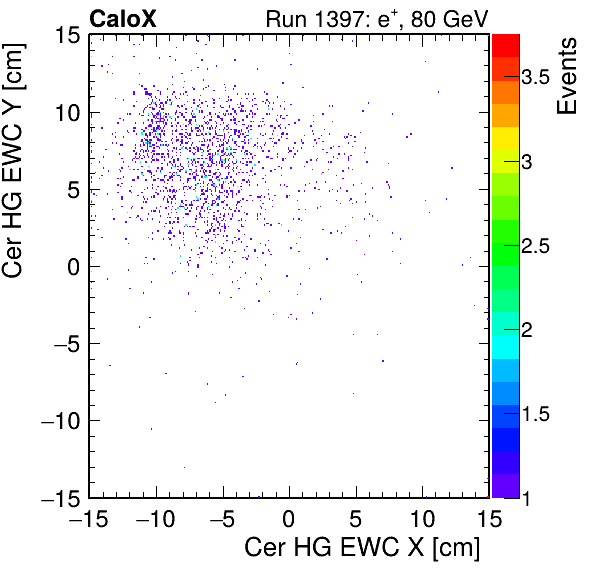 CaloX Run 1397: e+, 80 GeV
Cer HG EWC Y [cm]
15
10
5
0
−5
−10
−15
−15 −10 −5 0 5 10 15
Cer HG EWC X [cm]
Events
3.5
3
2.5
2
1.5
1